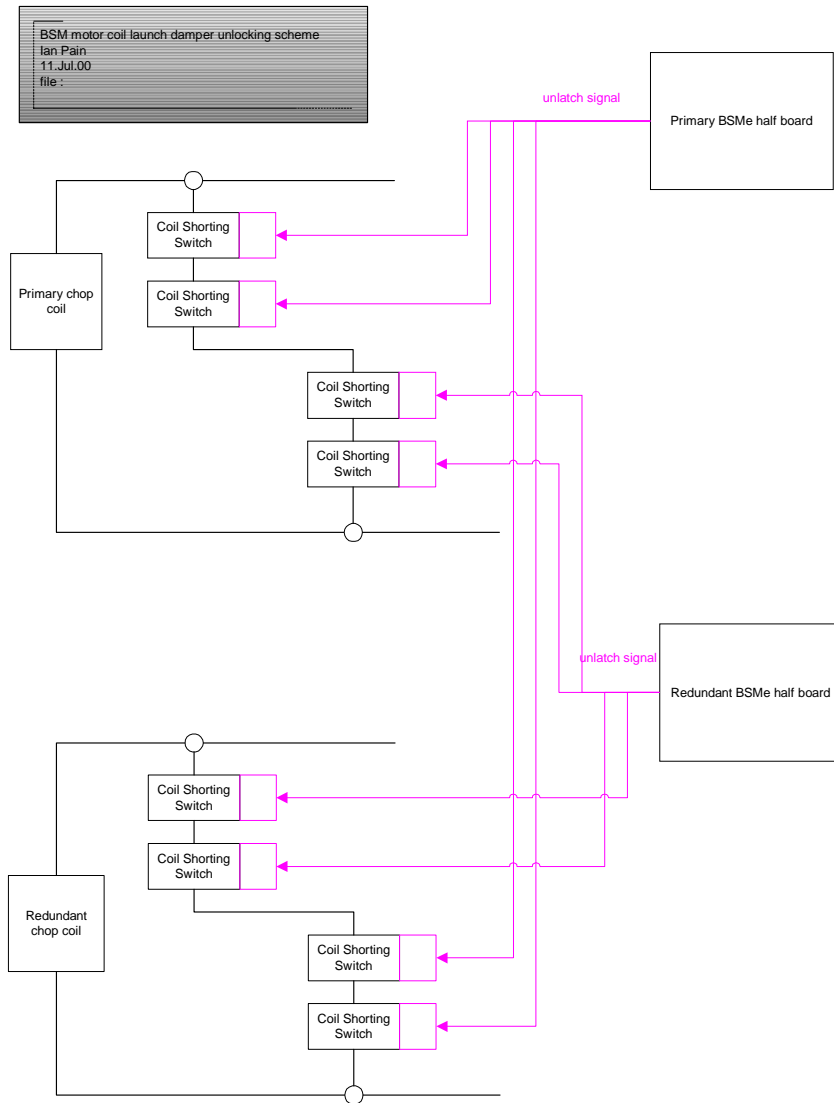 BSM motor coil launch damper unlocking scheme
Ian Pain
11.Jul.00
file :
unlatch signal
Primary BSMe half board
Coil Shorting
Switch
Primary chop
coil
Coil Shorting
Switch
Coil Shorting
Switch
Coil Shorting
Switch
unlatch signal
Redundant BSMe half board
Coil Shorting
Switch
Coil Shorting
Switch
Redundant
chop coil
Coil Shorting
Switch
Coil Shorting
Switch